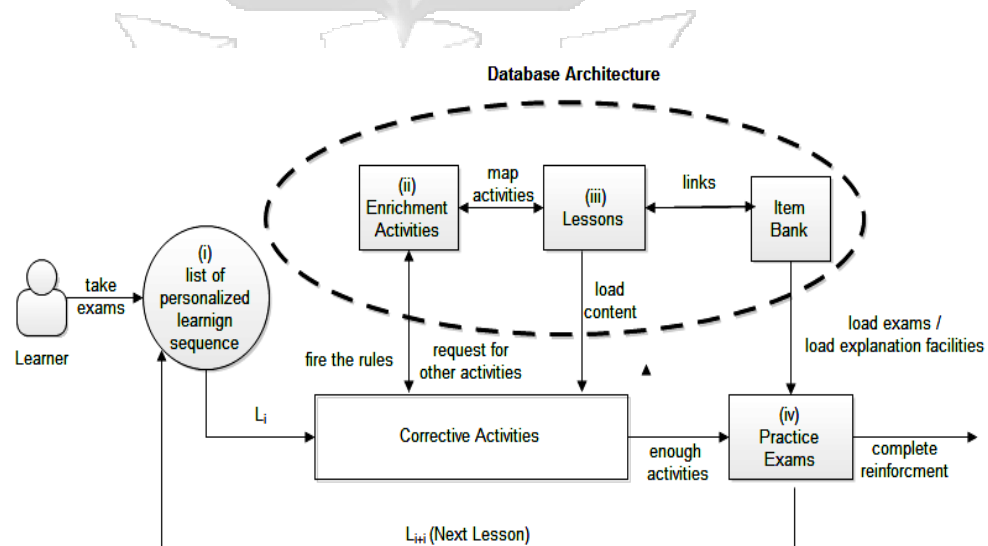 Database Architecture
(ii)
Enrichment
Activities
map
activities
(iii)
Lessons
links
Item
Bank
(i)
list of
personalized
learnign
sequence
take
exams
Learner
load
content
load exams /
load explanation facilities
fire the rules
request for
other activities
Li
Corrective Activities
enough
activities
(iv)
Practice
Exams
complete
reinforcment
Li+i (Next Lesson)